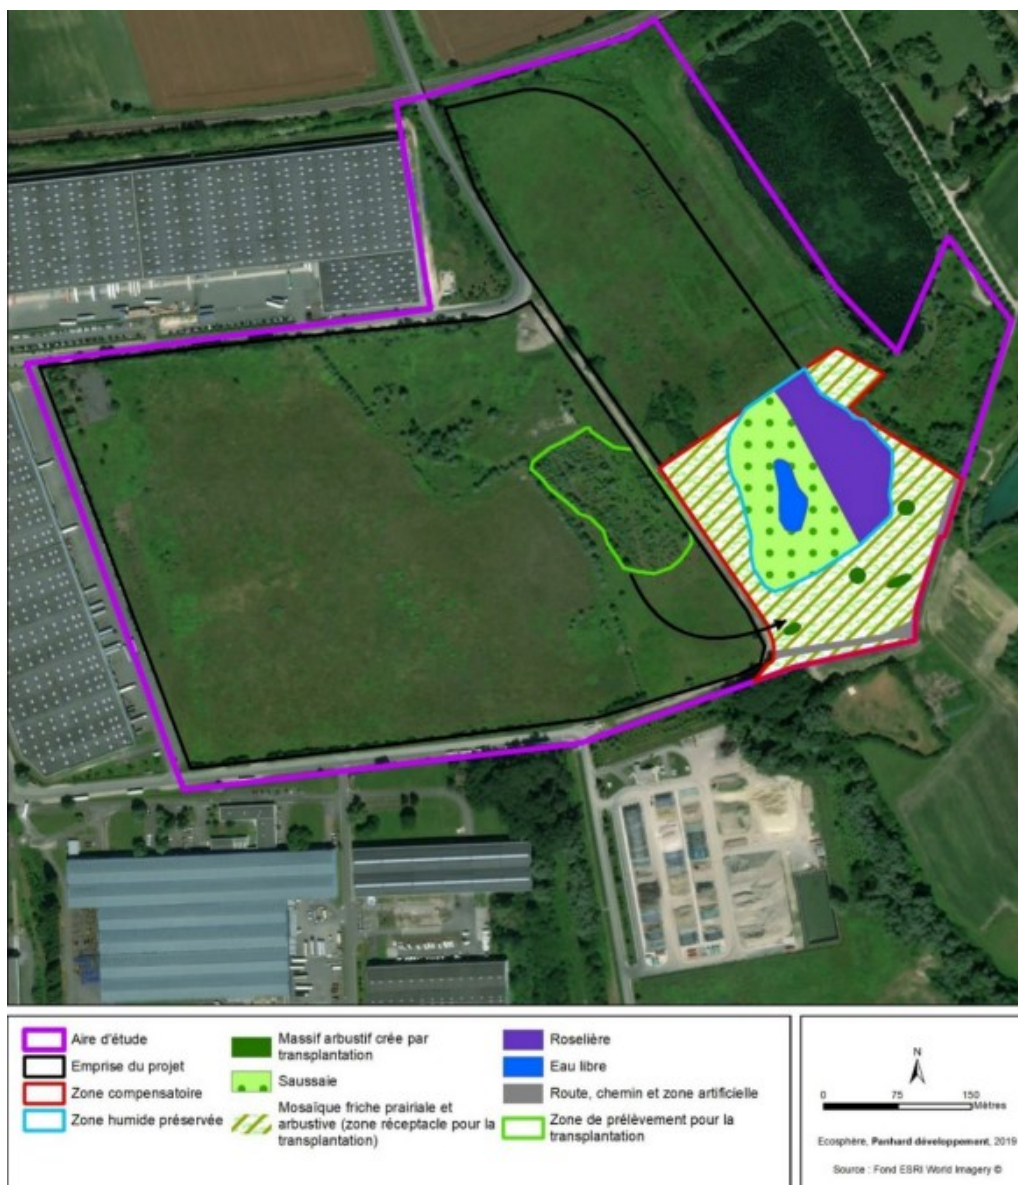 Aire d'étude
Emprise du projet
Zone compensatoire
Zone humide préservée
Massif arbustif crée par
transplantation
Saussaie
Mosaïque friche prairiale et
arbustive (zone réceptacle pour la
transplantation)
Roselière
Eau libre
Route, chemin et zone artificielle
Zone de prélèvement pour la
transplantation
N
0 75 150
Mètres
Ecosphère, Panhard développement, 2019
Source : Fond ESRI World Imagery ©